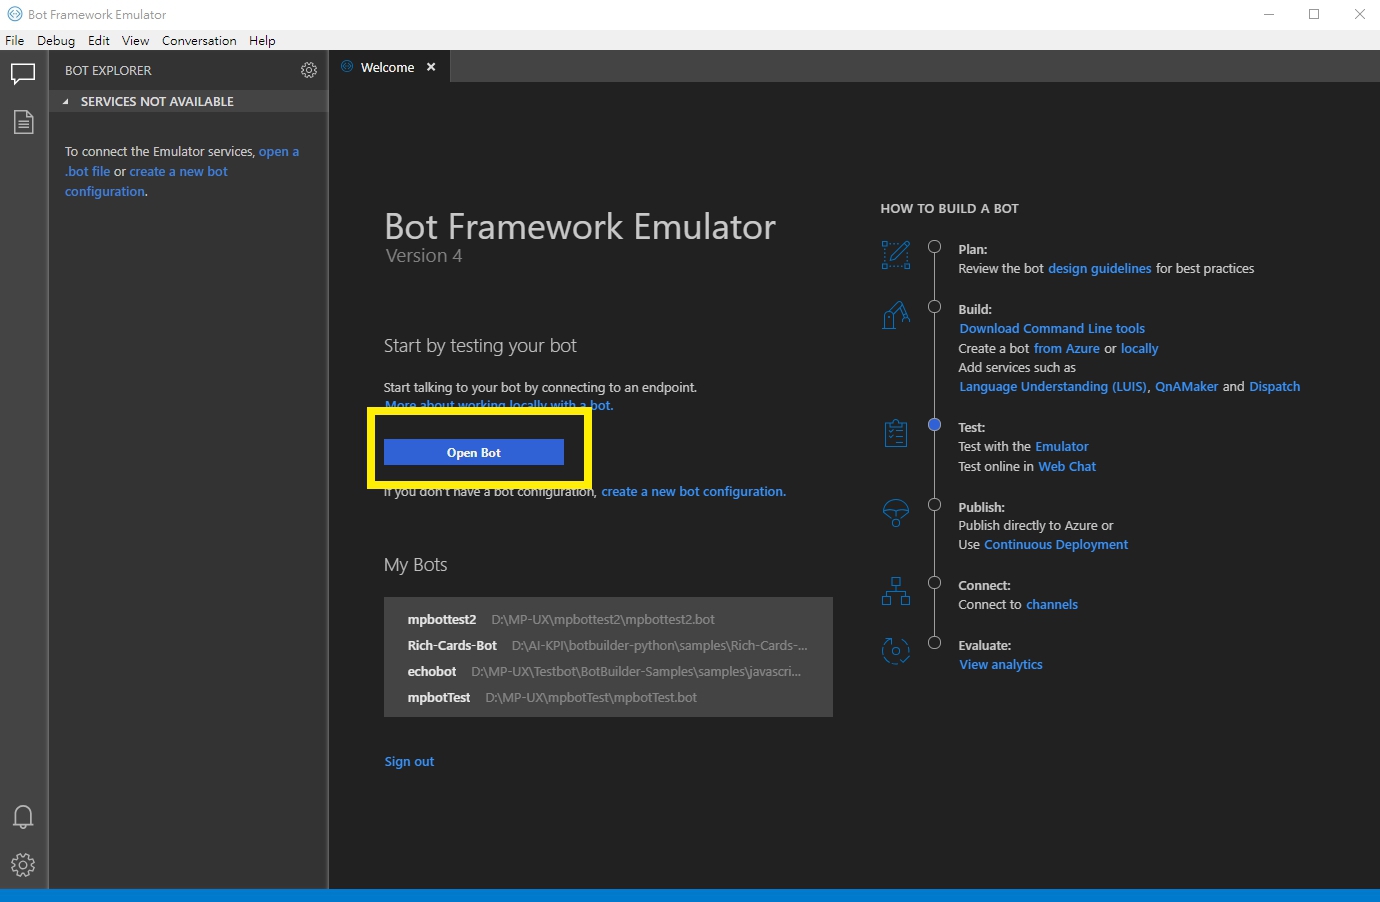 Bot Framework Emulator
File Debug Edit View Conversation Help
BOT EXPLORER
SERVICES NOT AVAILABLE
To connect the Emulator services, open a
.bot file or create a new bot
configuration.
Welcome
Bot Framework Emulator
Version 4
Start by testing your bot
Start talking to your bot by connecting to an endpoint.
More about working locally with a bot.
Open Bot
If you don't have a bot configuration, create a new bot configuration.
My Bots
mpbottest2 D:\MP-UX\mpbottest2\mpbottest2.bot
Rich-Cards-Bot D:\AI-KPI\botbuilder-python\samples\Rich-Cards-...
echobot D:\MP-UX\Testbot\BotBuilder-Samples\samples\javascri...
mpbotTest D:\MP-UX\mpbotTest\mpbotTest.bot
Sign out
HOW TO BUILD A BOT
Plan:
Review the bot design guidelines for best practices
Build:
Download Command Line tools
Create a bot from Azure or locally
Add services such as
Language Understanding (LUIS), QnAMaker and Dispatch
Test:
Test with the Emulator
Test online in Web Chat
Publish:
Publish directly to Azure or
Use Continuous Deployment
Connect:
Connect to channels
Evaluate:
View analytics